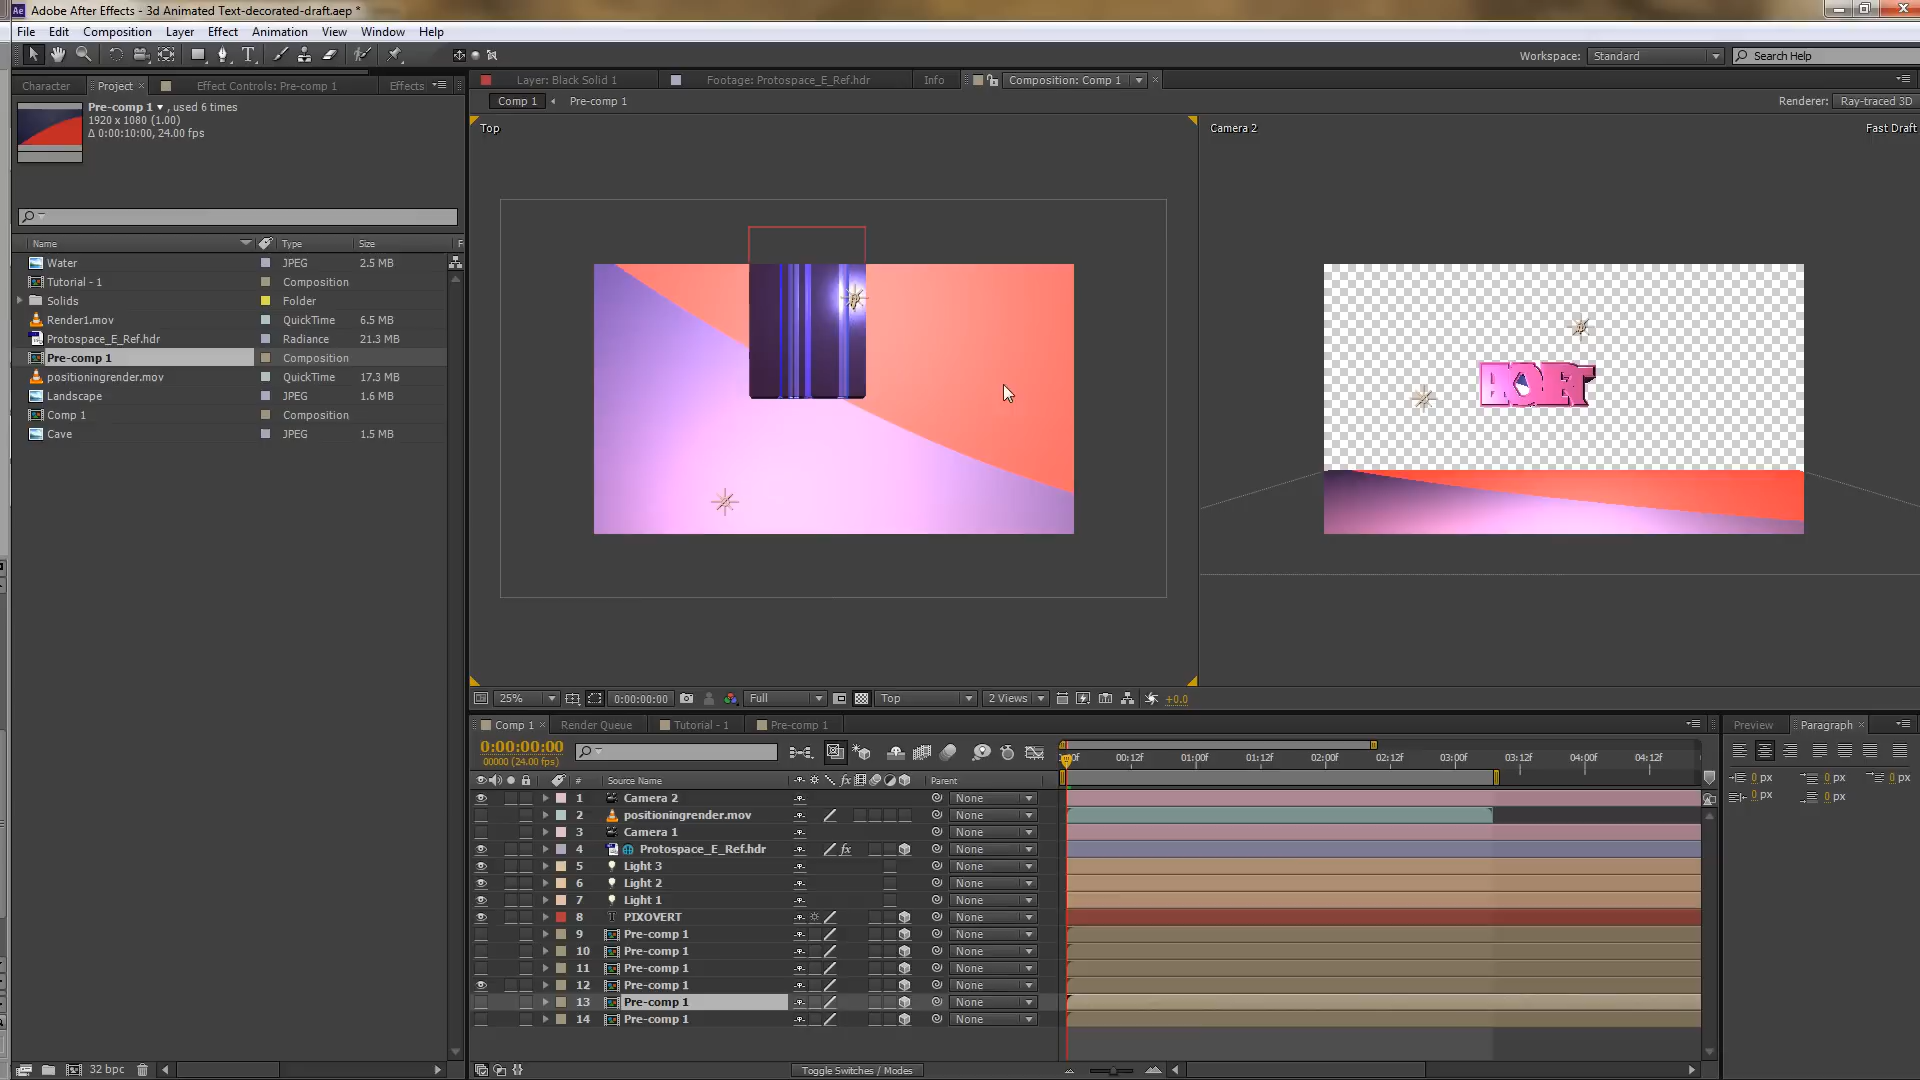 Ae Adobe After Effects - 3d Animated Text-decorated-draft.aep *
File Edit Composition Layer Effect Animation View Window Help
Workspace: Standard Search Help
Character Project Effect Controls: Pre-comp 1 Effects
Layer: Black Solid 1 Footage: Protospace_E_Ref.hdr Info Composition: Comp 1
Pre-comp 1 , used 6 times
1920 x 1080 (1.00)
Δ 0:00:10:00, 24.00 fps
Comp 1 Pre-comp 1 Renderer: Ray-traced 3D
Top
Camera 2 Fast Draft
Name Type Size F
Water JPEG 2.5 MB
Tutorial - 1 Composition
Solids Folder
Render1.mov QuickTime 6.5 MB
Protospace_E_Ref.hdr Radiance 21.3 MB
Pre-comp 1 Composition
positioningrender.mov QuickTime 17.3 MB
Landscape JPEG 1.6 MB
Comp 1 Composition
Cave JPEG 1.5 MB
32 bpc
25% 0:00:00:00 Full Top 2 Views +0.0
Comp 1 Render Queue Tutorial - 1 Pre-comp 1
0:00:00:00
00000 (24.00 fps)
00:12f 01:00f 01:12f 02:00f 02:12f 03:00f 03:12f 04:00f 04:12f
# Source Name fx Parent
1 Camera 2 None
2 positioningrender.mov None
3 Camera 1 None
4 Protospace_E_Ref.hdr fx None
5 Light 3 None
6 Light 2 None
7 Light 1 None
8 T PIXOVERT None
9 Pre-comp 1 None
10 Pre-comp 1 None
11 Pre-comp 1 None
12 Pre-comp 1 None
13 Pre-comp 1 None
14 Pre-comp 1 None
Toggle Switches / Modes
Preview Paragraph
0 px 0 px 0 px
0 px 0 px